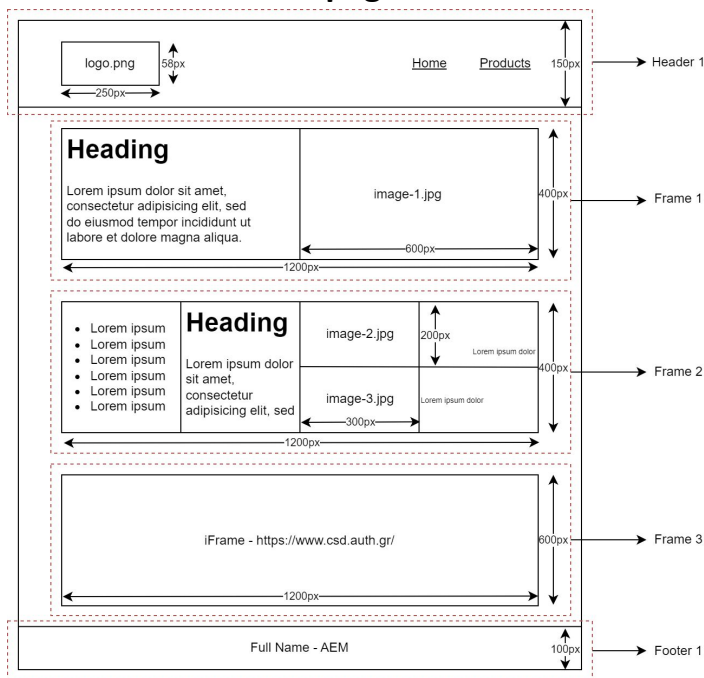 logo.png
58px
250px
Home
Products
150px
Header 1
Heading
Lorem ipsum dolor sit amet,
consectetur adipisicing elit, sed
do eiusmod tempor incididunt ut
labore et dolore magna aliqua.
image-1.jpg
600px
400px
1200px
Frame 1
Lorem ipsum
Lorem ipsum
Lorem ipsum
Lorem ipsum
Lorem ipsum
Lorem ipsum
Heading
Lorem ipsum dolor
sit amet,
consectetur
adipisicing elit, sed
image-2.jpg
200px
Lorem ipsum dolor
image-3.jpg
300px
Lorem ipsum dolor
400px
1200px
Frame 2
iFrame - https://www.csd.auth.gr/
600px
1200px
Frame 3
Full Name - AEM
100px
Footer 1